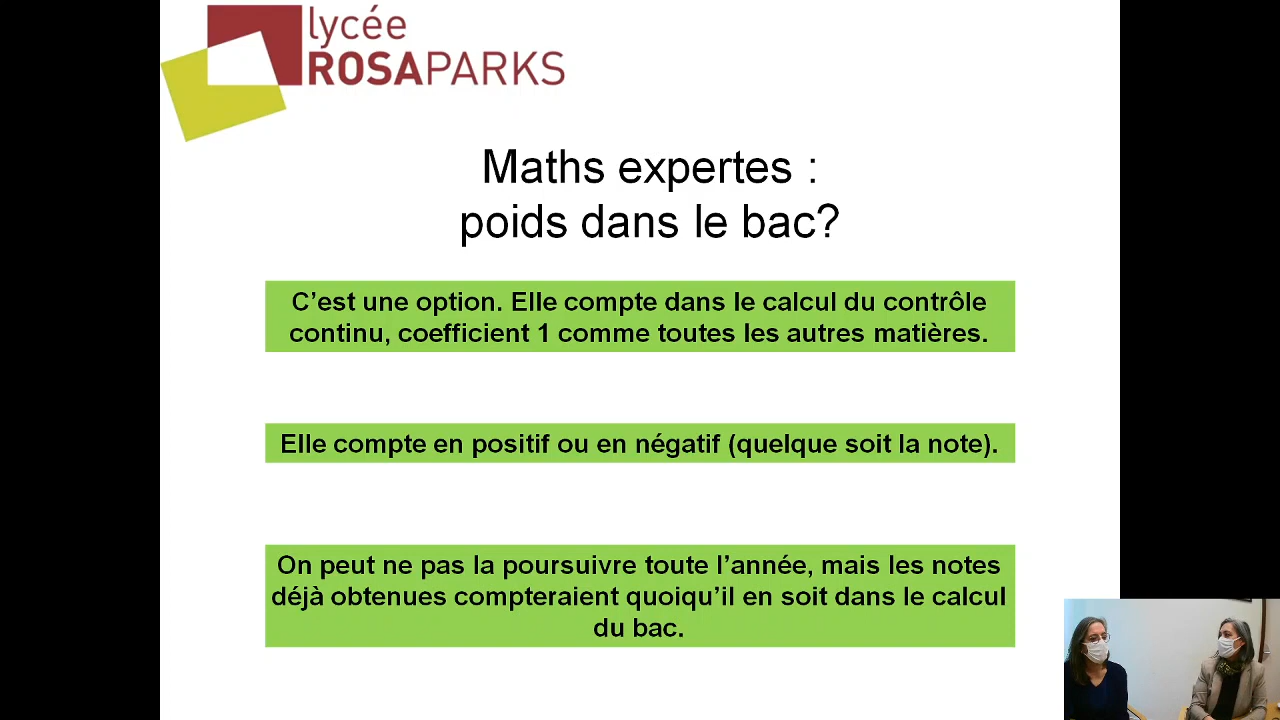 lycée
ROSAPARKS
Maths expertes :
poids dans le bac?
C’est une option. Elle compte dans le calcul du contrôle
continu, coefficient 1 comme toutes les autres matières.
Elle compte en positif ou en négatif (quelque soit la note).
On peut ne pas la poursuivre toute l’année, mais les notes
déjà obtenues compteraient quoiqu’il en soit dans le calcul
du bac.